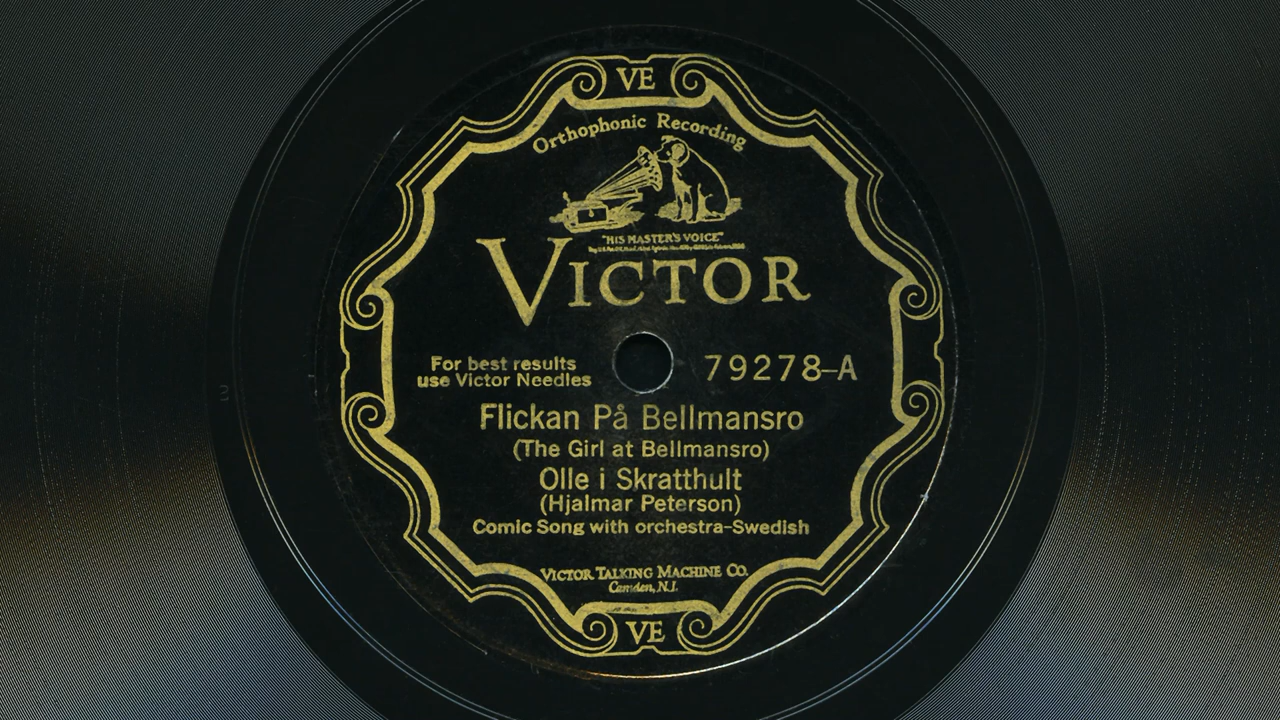 VE
Orthophonic Recording
"HIS MASTER'S VOICE"
VICTOR
For best results
use Victor Needles
79278-A
Flickan På Bellmansro
(The Girl at Bellmansro)
Olle i Skratthult
(Hjalmar Peterson)
Comic Song with orchestra-Swedish
VICTOR TALKING MACHINE CO.
Camden, N.J.
VE